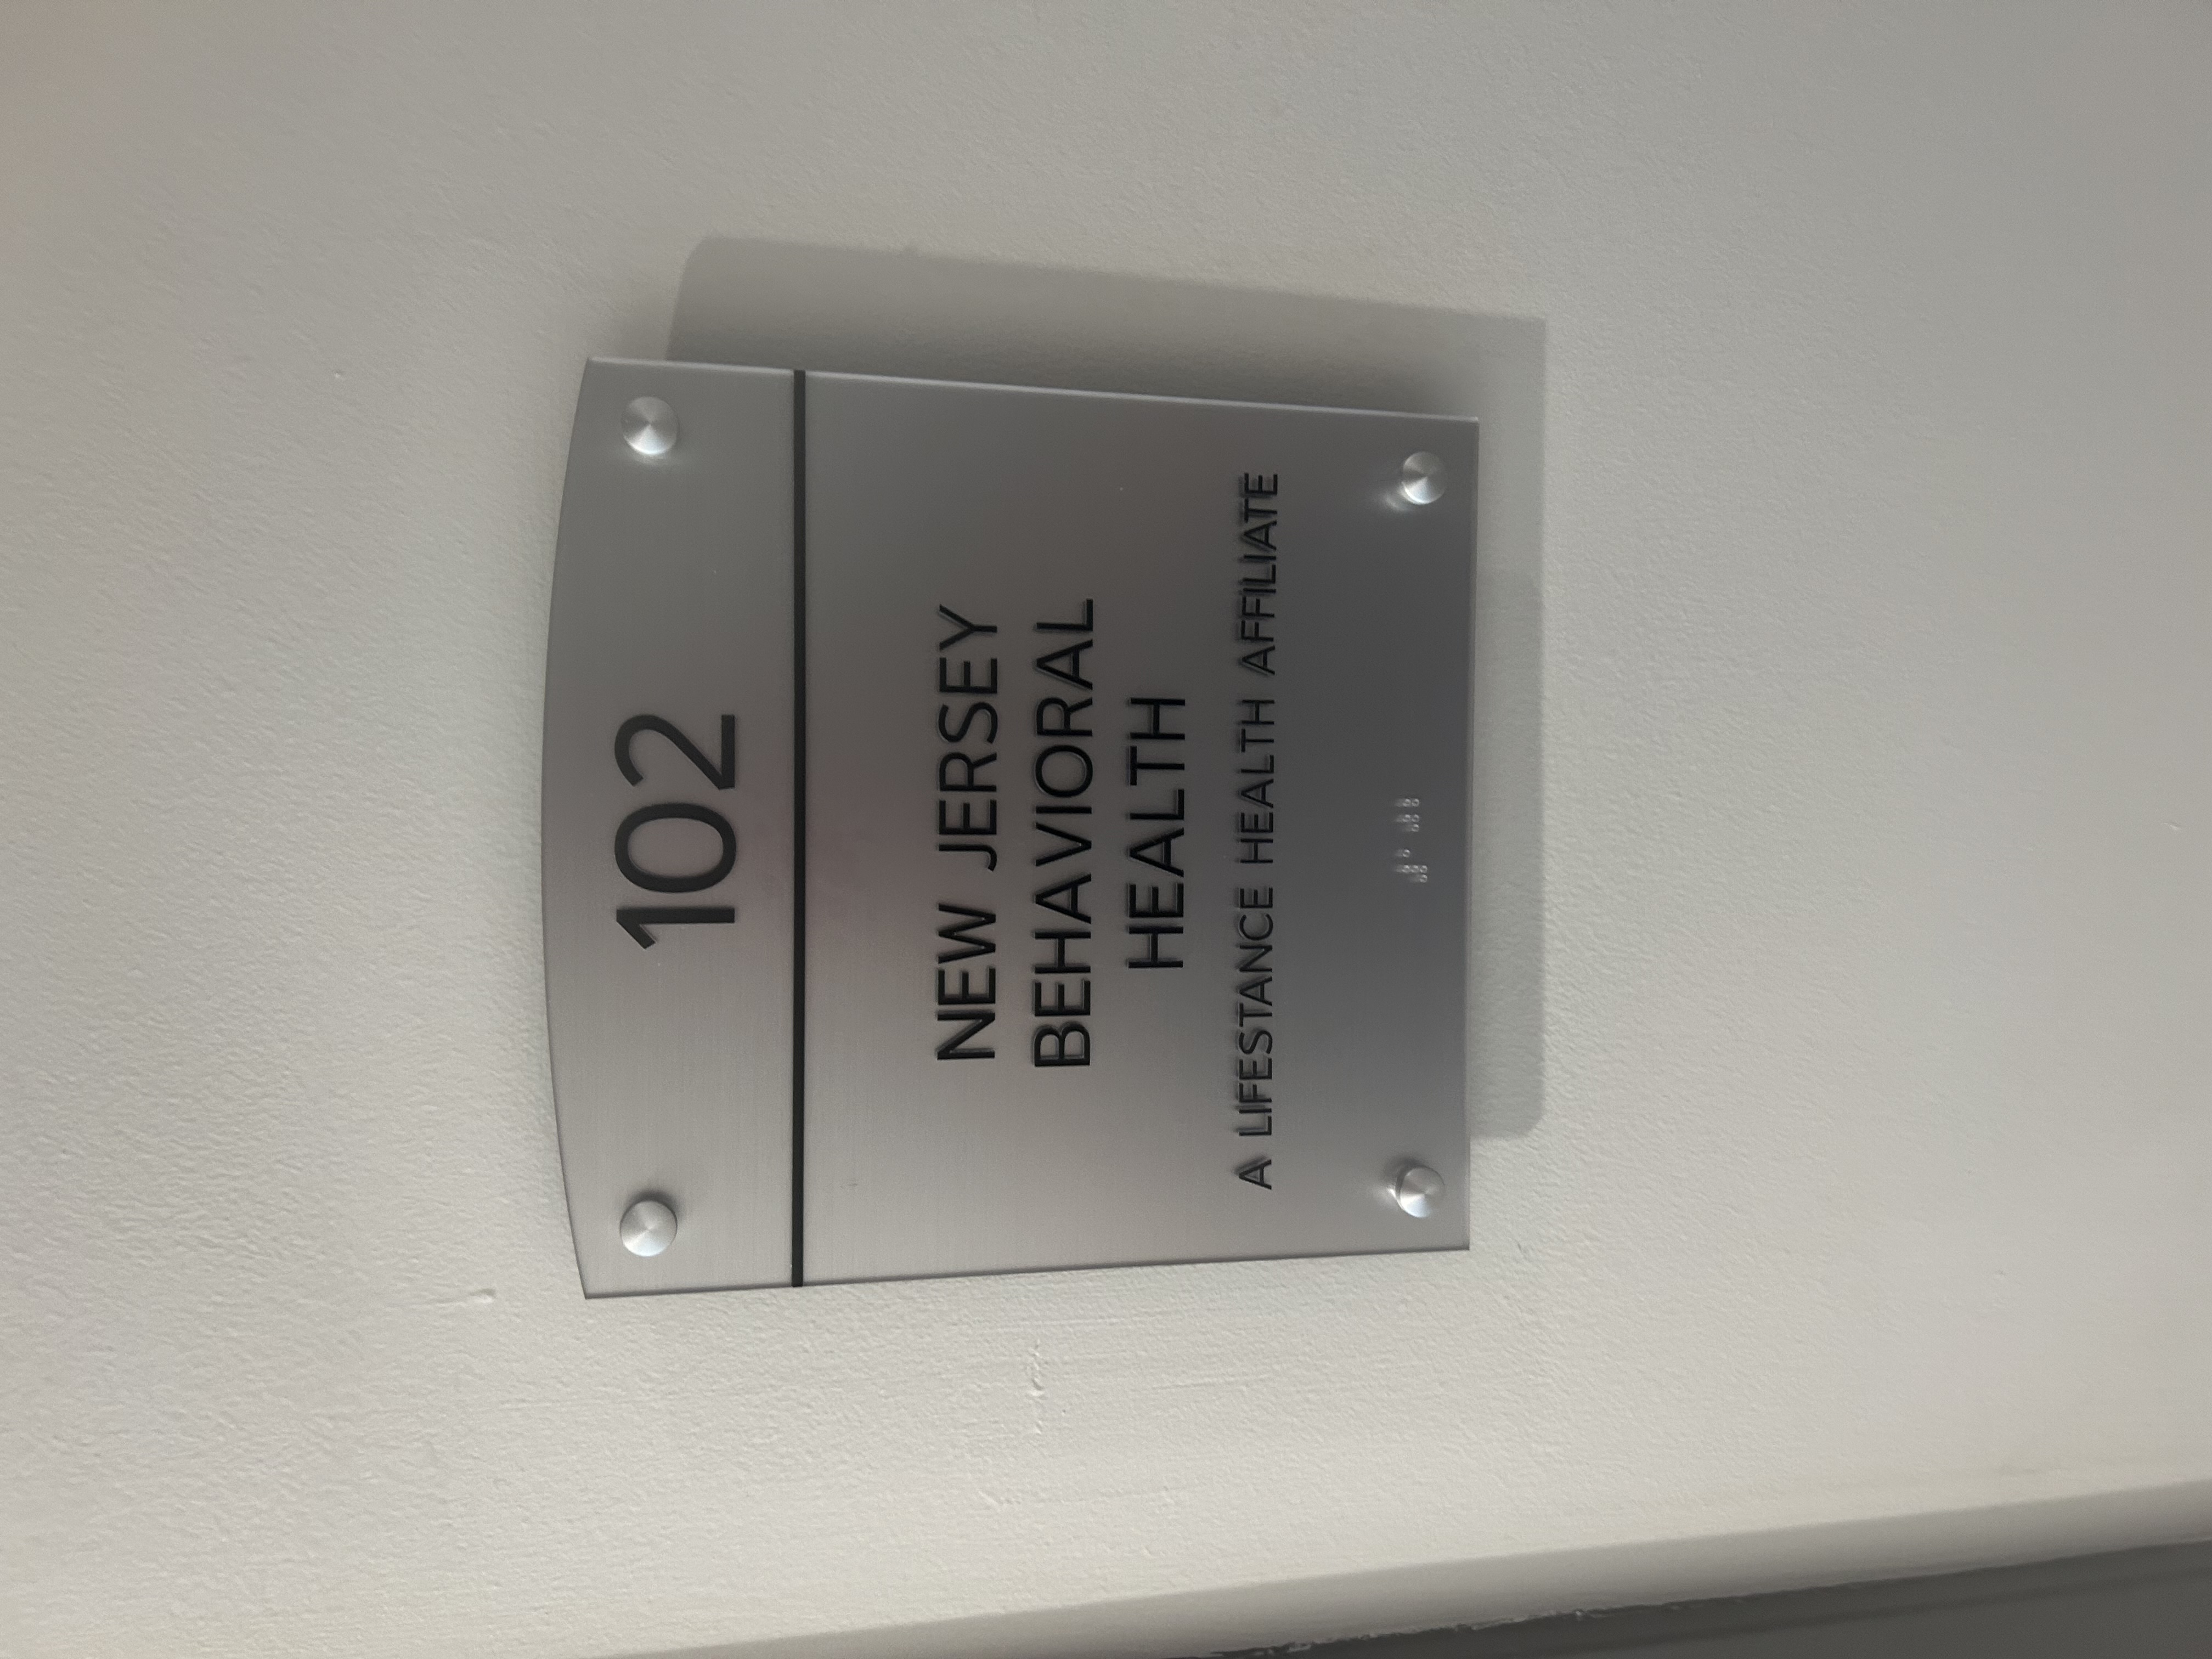 102
NEW JERSEY
BEHAVIORAL
HEALTH
A LIFESTANCE HEALTH AFFILIATE